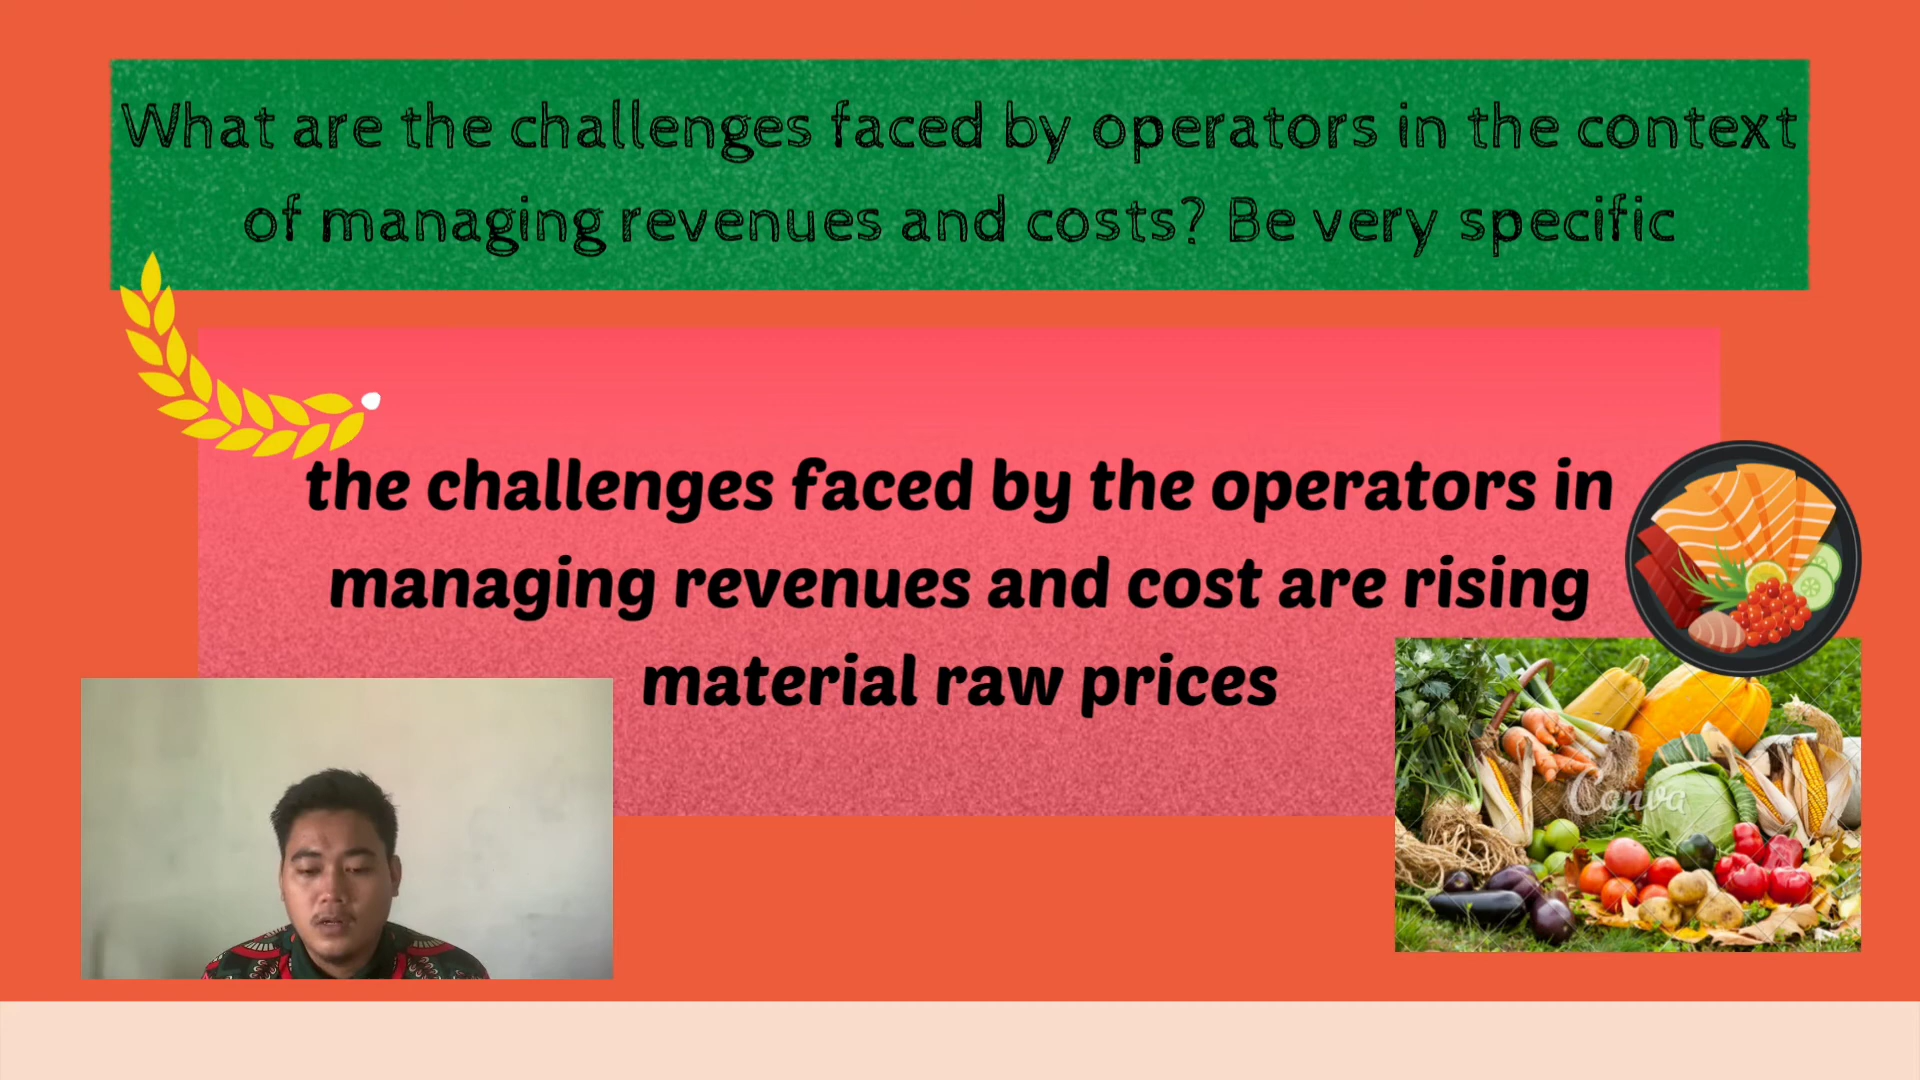 What are the challenges faced by operators in the context
of managing revenues and costs? Be very specific
the challenges faced by the operators in
managing revenues and cost are rising
material raw prices
Canva